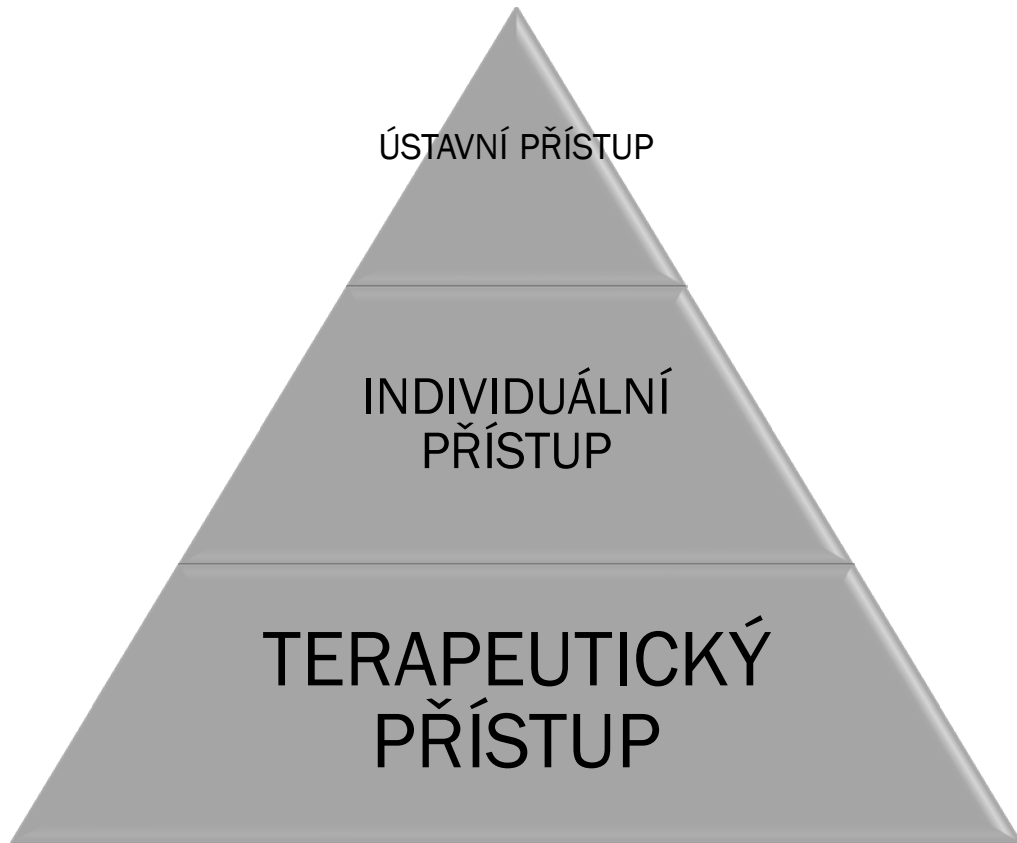 ÚSTAVNÍ PŘÍSTUP
INDIVIDUÁLNÍ
PŘÍSTUP
TERAPEUTICKÝ
PŘÍSTUP